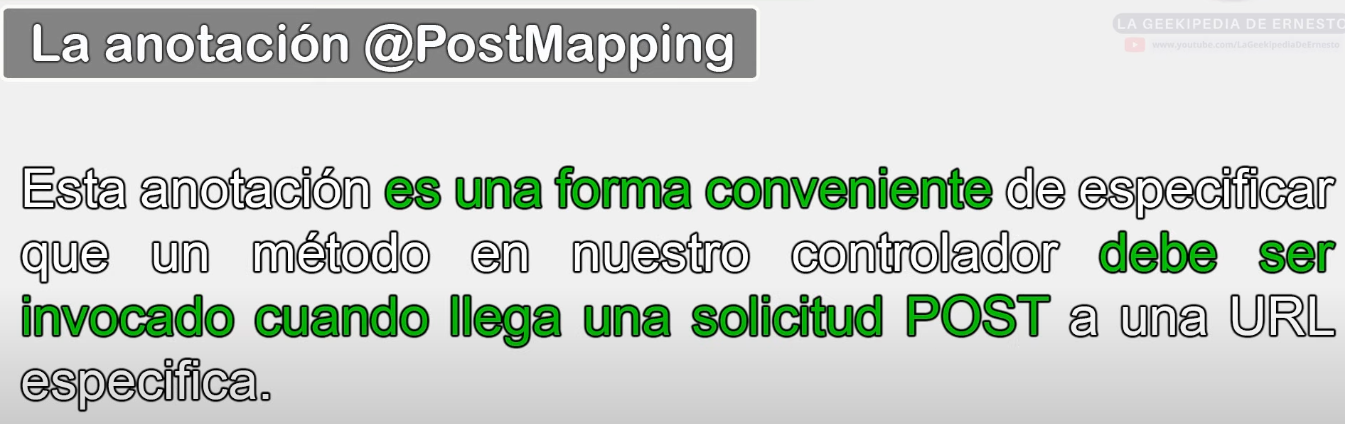 La anotación @PostMapping
LA GEEKIPEDIA DE ERNESTO
www.youtube.com/LaGeekipediaDeErnesto
Esta anotación es una forma conveniente de especificar
que un método en nuestro controlador debe ser
invocado cuando llega una solicitud POST a una URL
especifica.